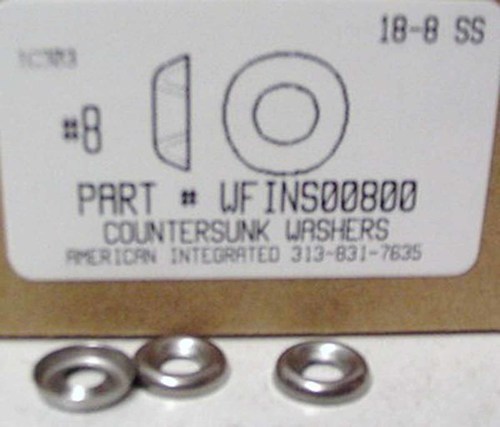 18-8 SS
#8
PART # WFINS00800
COUNTERSUNK WASHERS
AMERICAN INTEGRATED 313-831-7635